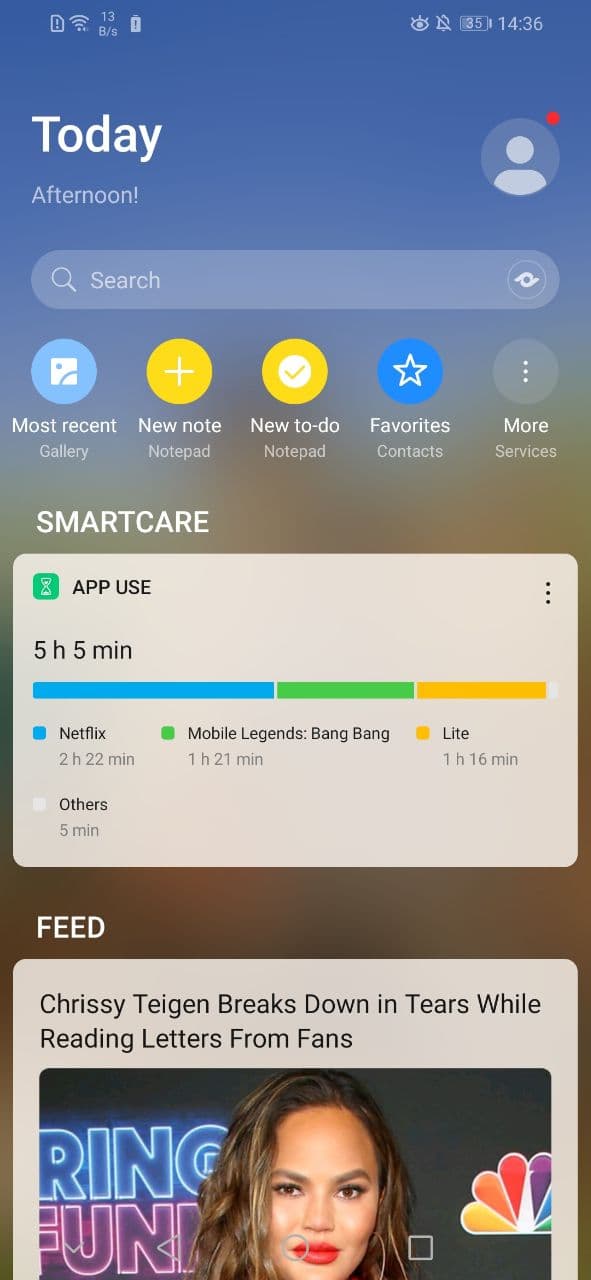 13
B/s
35
14:36
Today
Afternoon!
Search
Most recent
Gallery
New note
Notepad
New to-do
Notepad
Favorites
Contacts
More
Services
SMARTCARE
APP USE
5 h 5 min
Netflix
2 h 22 min
Mobile Legends: Bang Bang
1 h 21 min
Lite
1 h 16 min
Others
5 min
FEED
Chrissy Teigen Breaks Down in Tears While
Reading Letters From Fans
RING
FUN